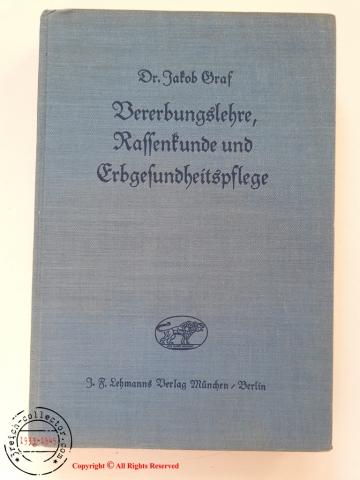 Dr. Jakob Graf
Vererbungslehre,
Rassenkunde und
Erbgesundheitspflege
J. F. Lehmanns Verlag München / Berlin
3reich-collector.com
1933-1945
Copyright © All Rights Reserved